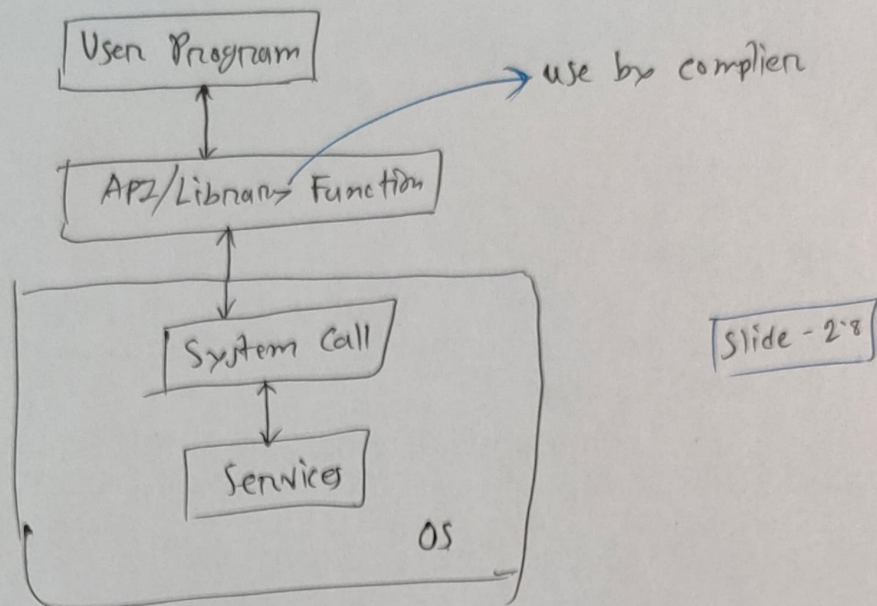 User Program
use by complier
API/Library Function
System Call
Slide - 2.8
Services
OS